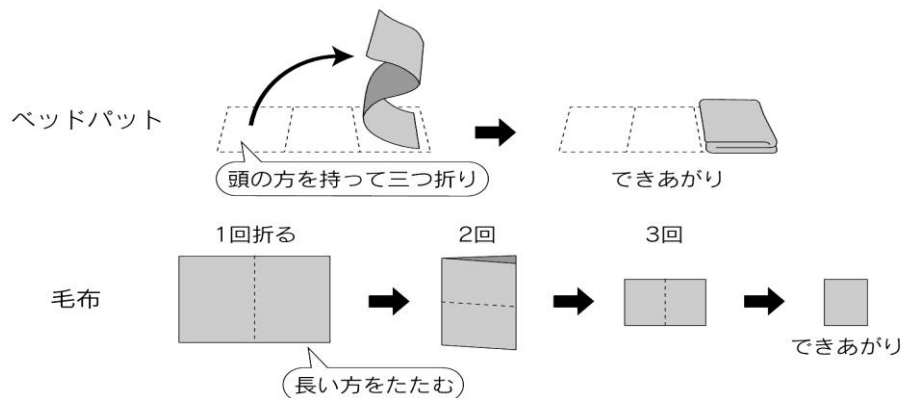 ベッドパット
頭の方を持って三つ折り
できあがり
1回折る
2回
3回
毛布
できあがり
長い方をたたむ